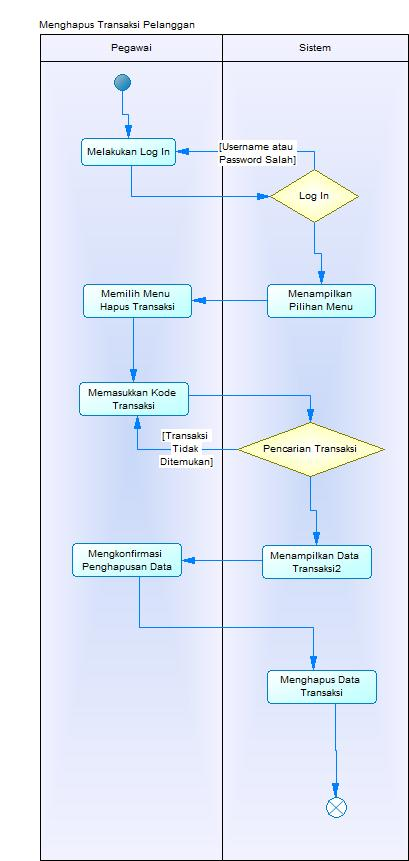 Menghapus Transaksi Pelanggan
Pegawai
Sistem
Melakukan Log In
[Username atau
Password Salah]
Log In
Memilih Menu
Hapus Transaksi
Menampilkan
Pilihan Menu
Memasukkan Kode
Transaksi
[Transaksi
Tidak
Ditemukan]
Pencarian Transaksi
Mengkonfirmasi
Penghapusan Data
Menampilkan Data
Transaksi2
Menghapus Data
Transaksi